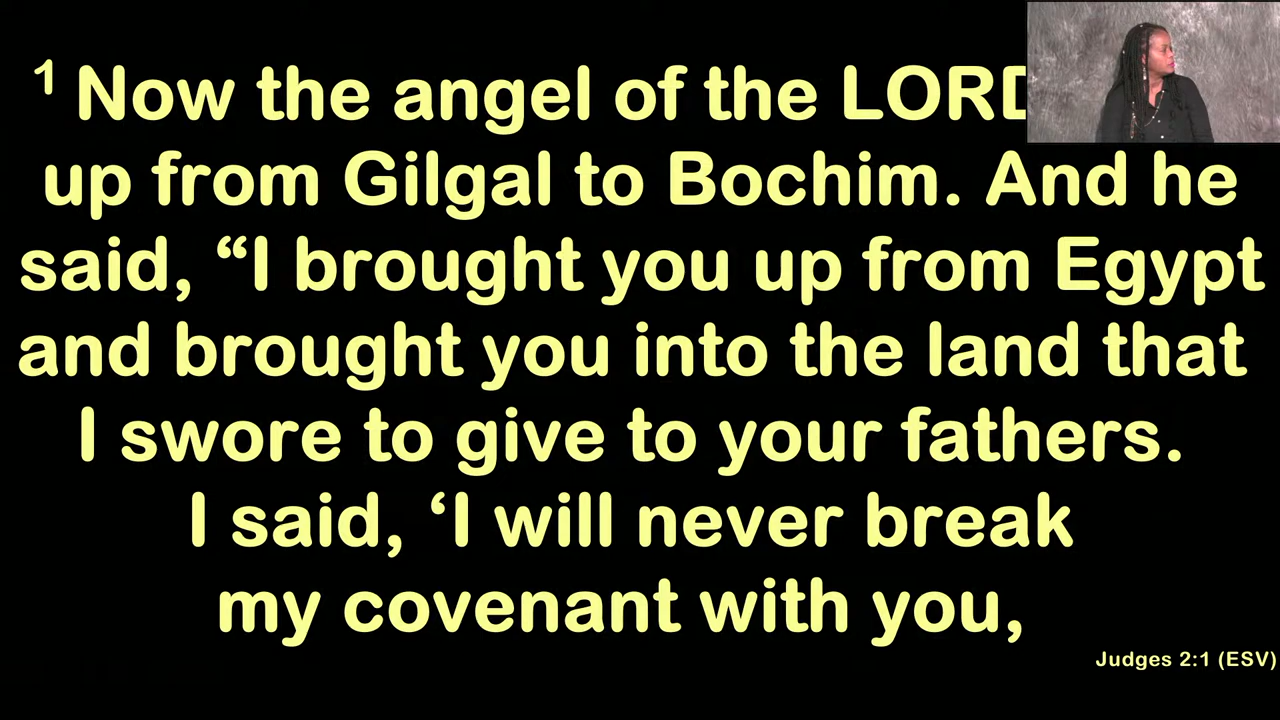 1 Now the angel of the LORD
up from Gilgal to Bochim. And he
said, “I brought you up from Egypt
and brought you into the land that
I swore to give to your fathers.
I said, ‘I will never break
my covenant with you,
Judges 2:1 (ESV)